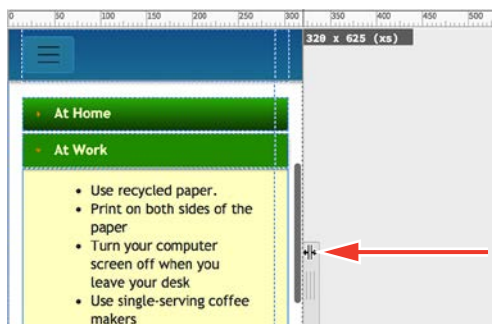 0 50 100 150 200 250 300 350 400 450 500
320 x 625 (xs)
At Home
At Work
• Use recycled paper.
• Print on both sides of the
paper
• Turn your computer
screen off when you
leave your desk
• Use single-serving coffee
makers